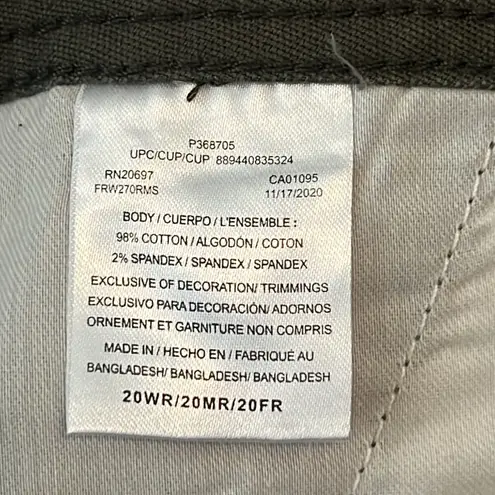 P368705
UPC/CUP/CUP 889440835324
RN20697 CA01095
FRW270RMS 11/17/2020
BODY / CUERPO / L'ENSEMBLE :
98% COTTON / ALGODÓN / COTON
2% SPANDEX / SPANDEX / SPANDEX
EXCLUSIVE OF DECORATION/ TRIMMINGS
EXCLUSIVO PARA DECORACIÓN/ ADORNOS
ORNEMENT ET GARNITURE NON COMPRIS
MADE IN / HECHO EN / FABRIQUÉ AU
BANGLADESH/ BANGLADESH/ BANGLADESH
20WR/20MR/20FR